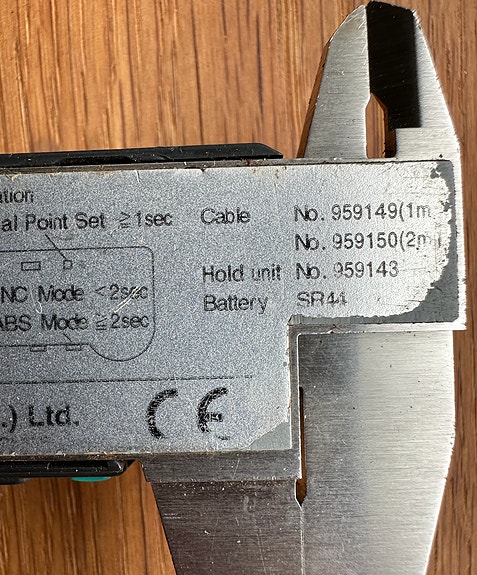 ation
al Point Set ≧1sec
NC Mode <2sec
ABS Mode ≧2sec
.) Ltd.
CE
Cable No. 959149(1m
No. 959150(2m
Hold unit No. 959143
Battery SR44